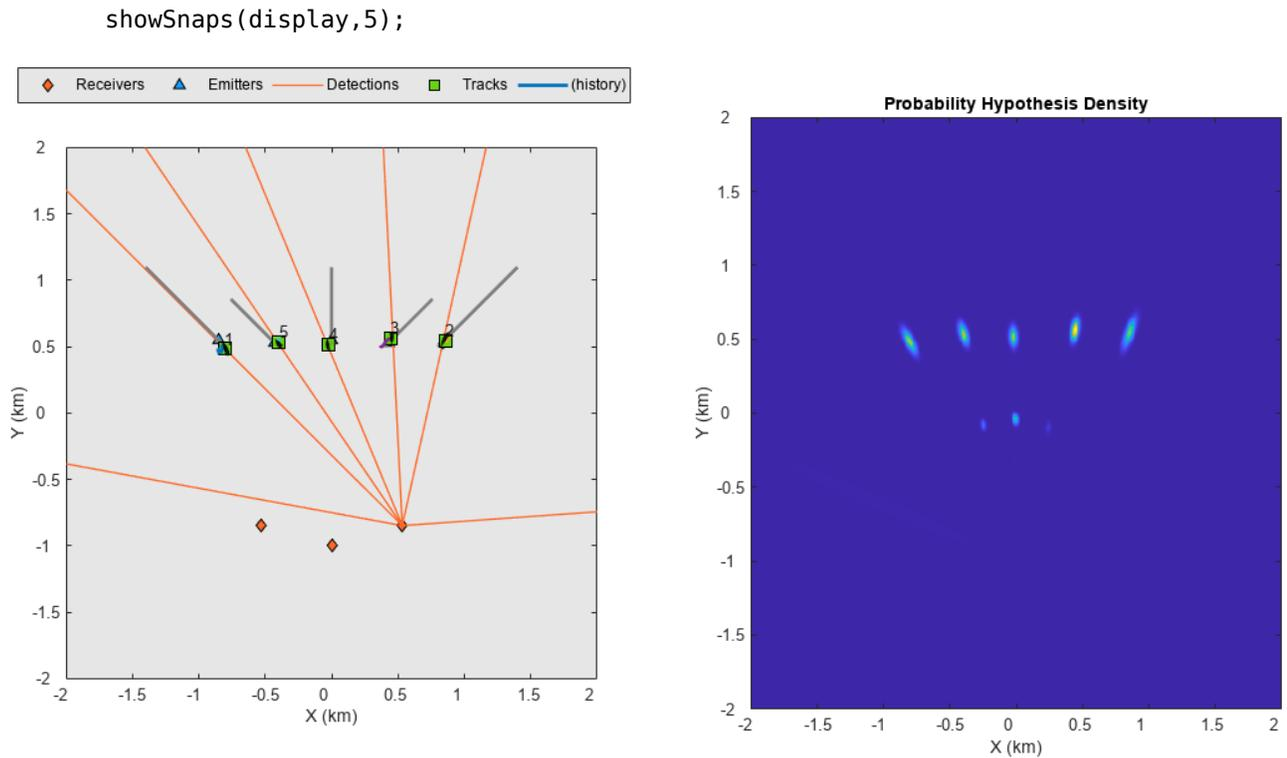 showSnaps(display,5);
Receivers Emitters Detections Tracks (history)
2
1.5
1
0.5
0
-0.5
-1
-1.5
-2
Y (km)
1 5 4 3 2
-2 -1.5 -1 -0.5 0 0.5 1 1.5 2
X (km)
Probability Hypothesis Density
2
1.5
1
0.5
0
-0.5
-1
-1.5
-2
Y (km)
-2 -1.5 -1 -0.5 0 0.5 1 1.5 2
X (km)